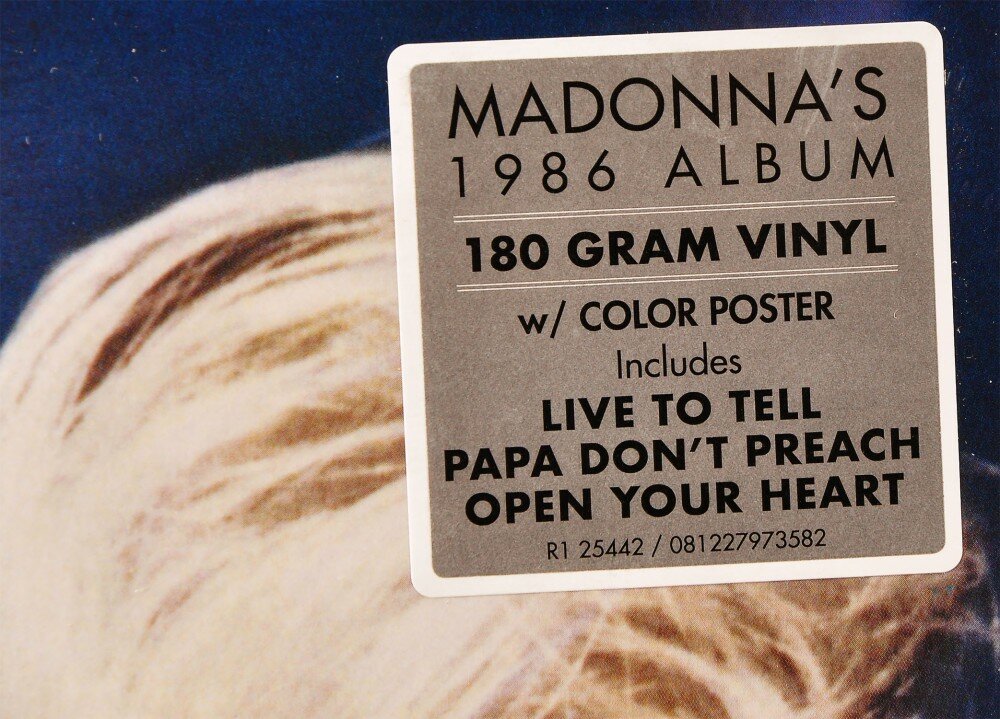 MADONNA'S
1986 ALBUM
180 GRAM VINYL
w/ COLOR POSTER
Includes
LIVE TO TELL
PAPA DON'T PREACH
OPEN YOUR HEART
R1 25442 / 081227973582